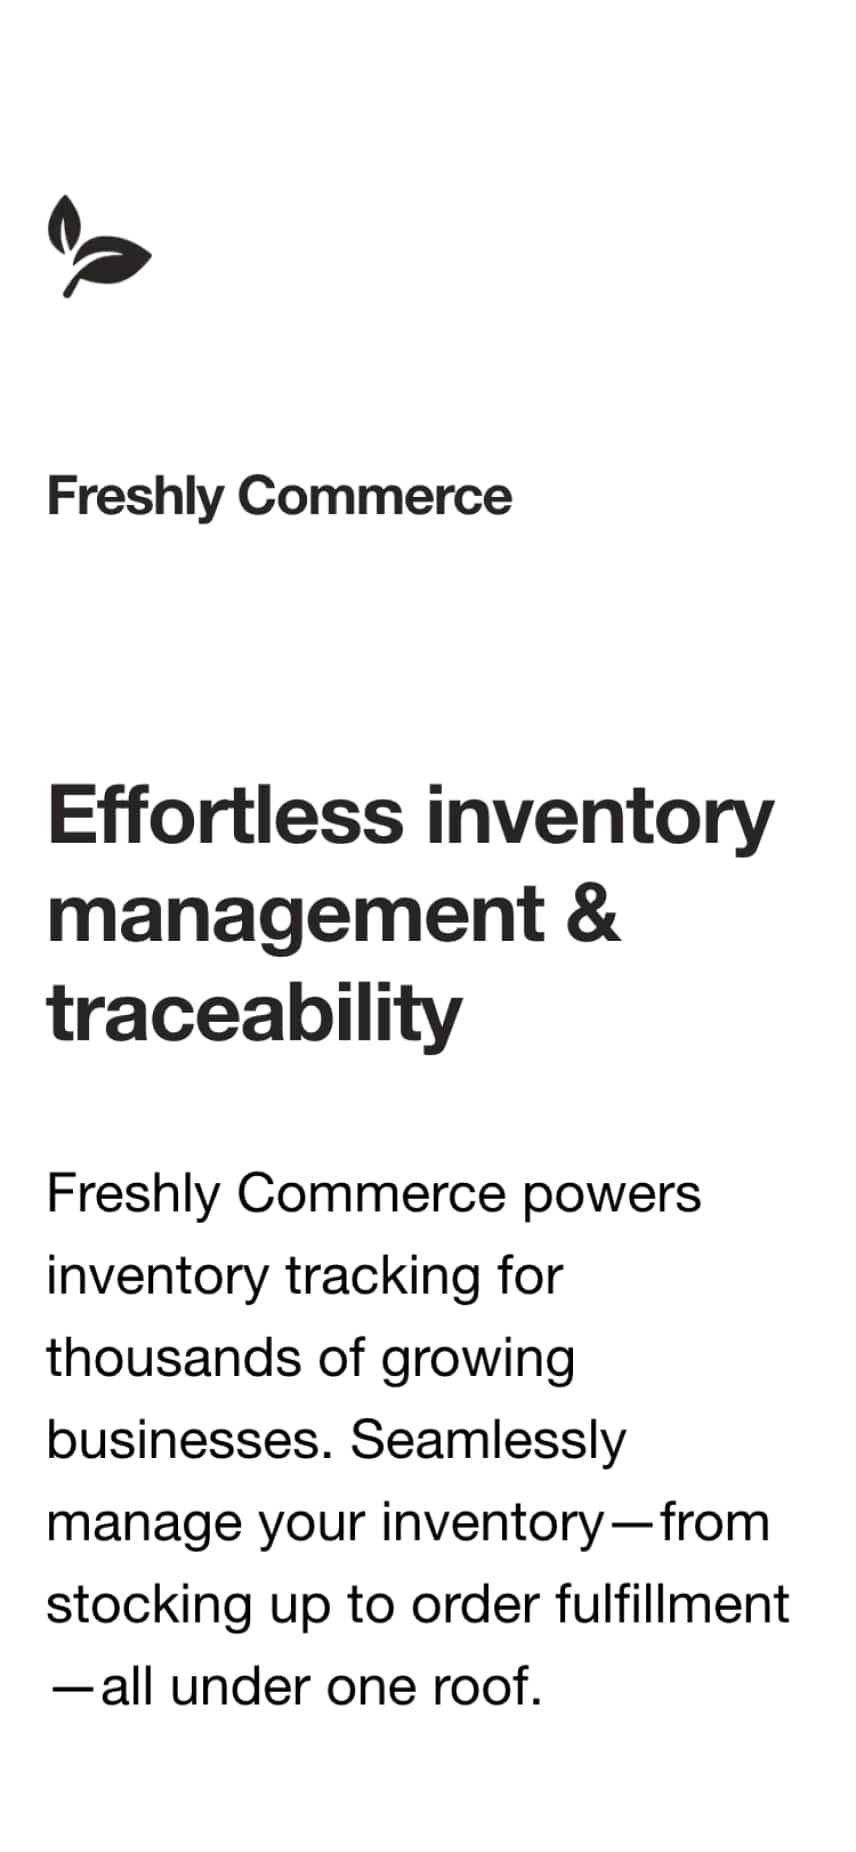 Freshly Commerce
Effortless inventory
management &
traceability
Freshly Commerce powers
inventory tracking for
thousands of growing
businesses. Seamlessly
manage your inventory—from
stocking up to order fulfillment
—all under one roof.